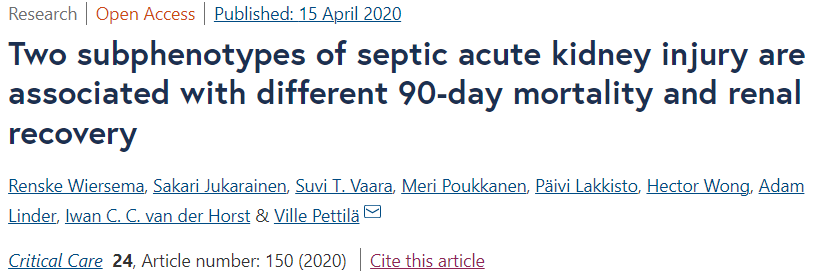 Research | Open Access | Published: 15 April 2020
Two subphenotypes of septic acute kidney injury are
associated with different 90-day mortality and renal
recovery
Renske Wiersema, Sakari Jukarainen, Suvi T. Vaara, Meri Poukkanen, Päivi Lakkisto, Hector Wong, Adam
Linder, Iwan C. C. van der Horst & Ville Pettilä
Critical Care 24, Article number: 150 (2020) | Cite this article